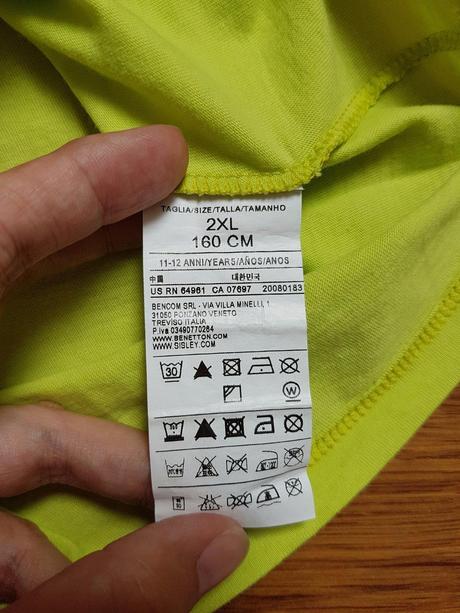 TAGLIA/SIZE/TALLA/TAMANHO
2XL
160 CM
11-12 ANNI/YEARS/AÑOS/ANOS
中國 대한민국
US RN 54961 CA 07697 20080183
BENCOM SRL - VIA VILLA MINELLI, 1
31050 PONZANO VENETO
TREVISO ITALIA
P.Iva 03490770264
WWW.BENETTON.COM
WWW.SISLEY.COM
30
W